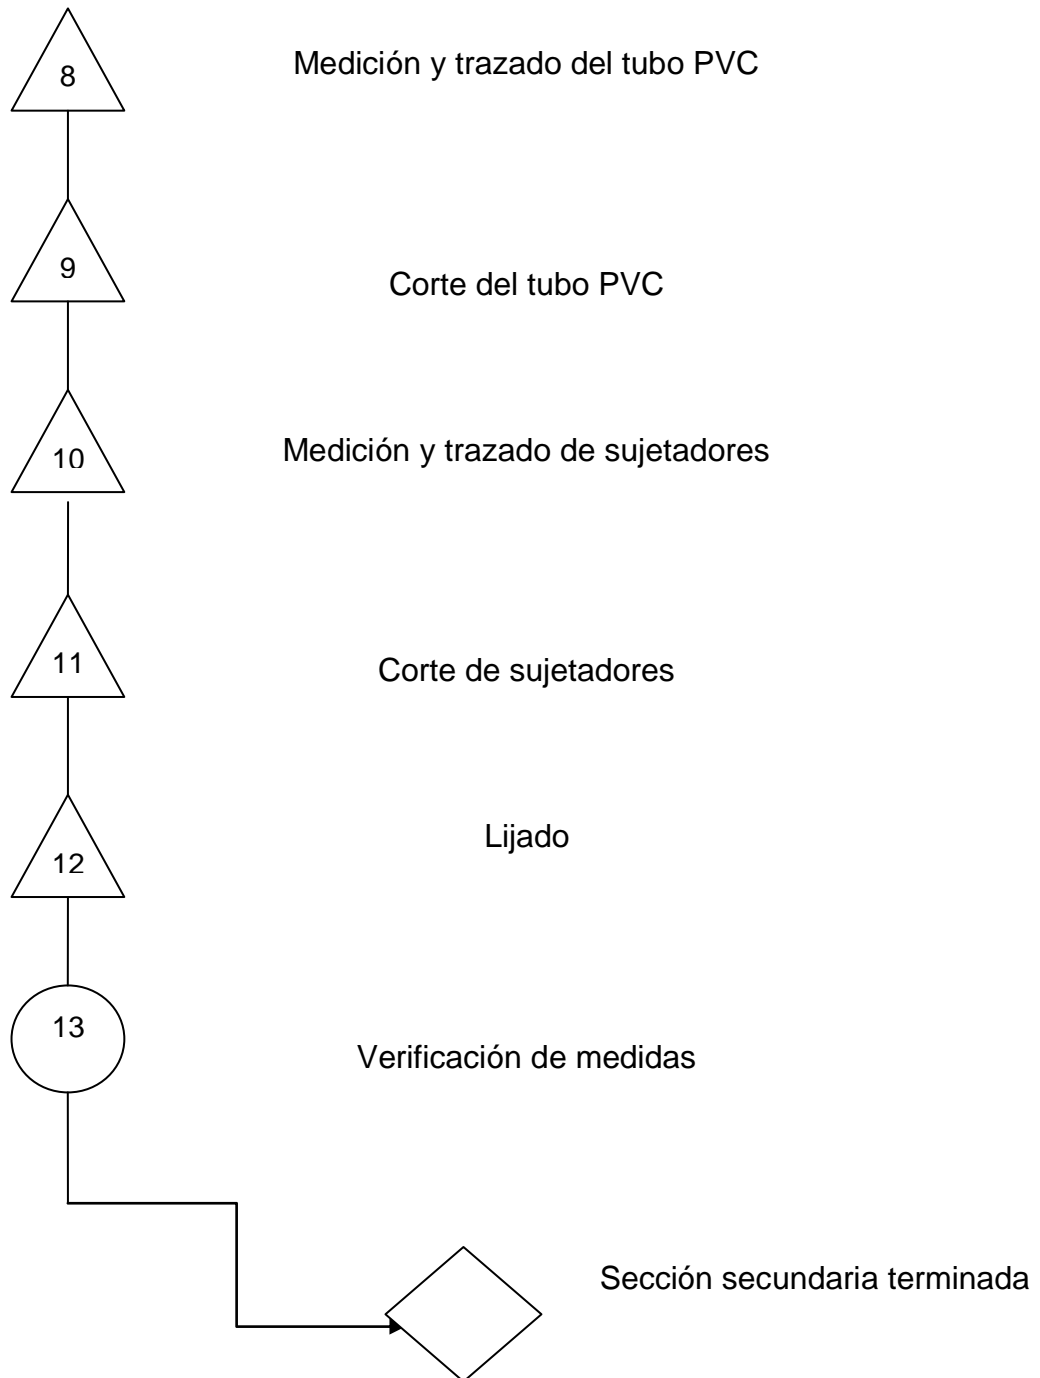 8
Medición y trazado del tubo PVC
9
Corte del tubo PVC
10
Medición y trazado de sujetadores
11
Corte de sujetadores
12
Lijado
13
Verificación de medidas
Sección secundaria terminada